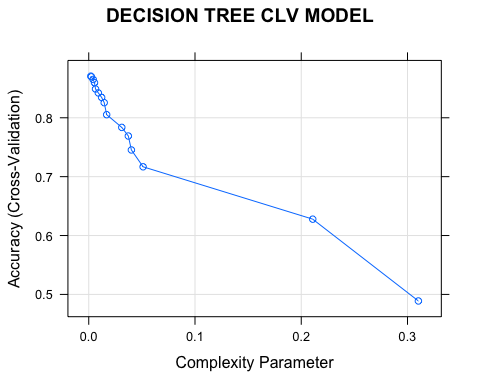 DECISION TREE CLV MODEL
0.8
0.7
0.6
0.5
Accuracy (Cross-Validation)
0.0 0.1 0.2 0.3
Complexity Parameter